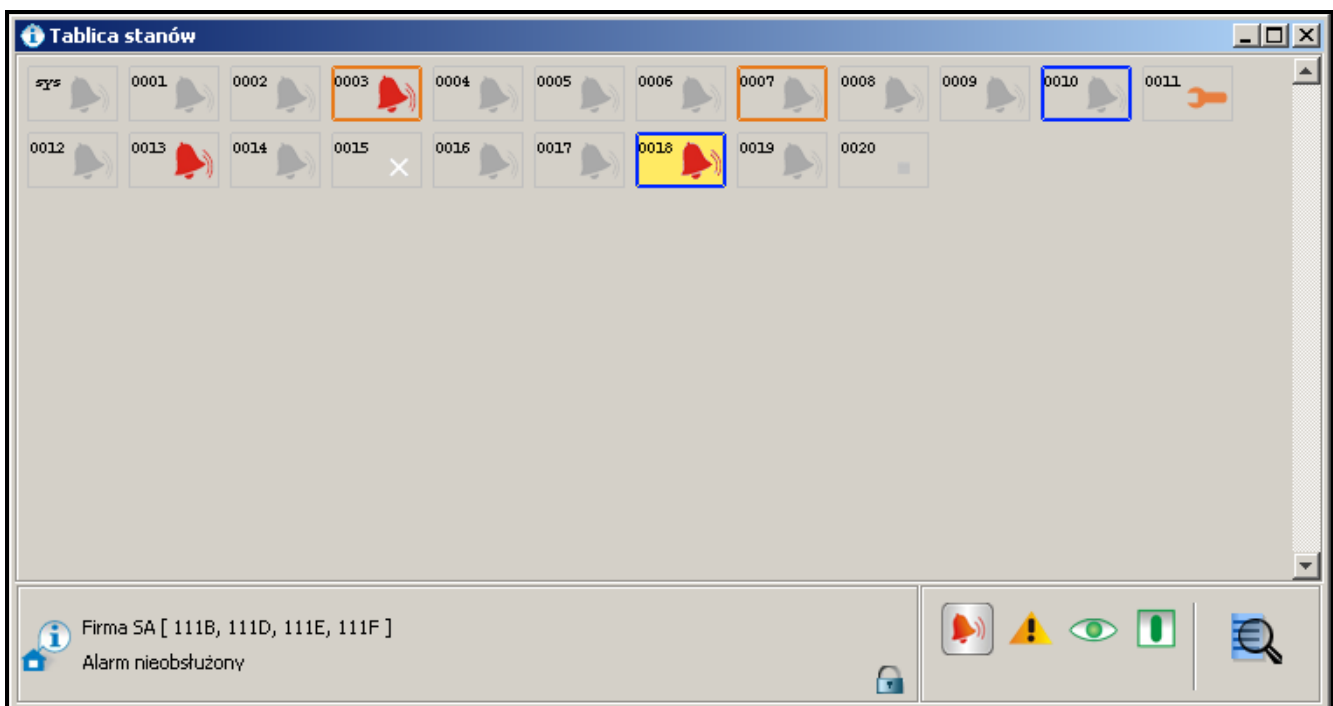 Tablica stanów
sys 0001 0002 0003 0004 0005 0006 0007 0008 0009 0010 0011
0012 0013 0014 0015 0016 0017 0018 0019 0020
Firma SA [ 111B, 111D, 111E, 111F ]
Alarm nieobsłużony